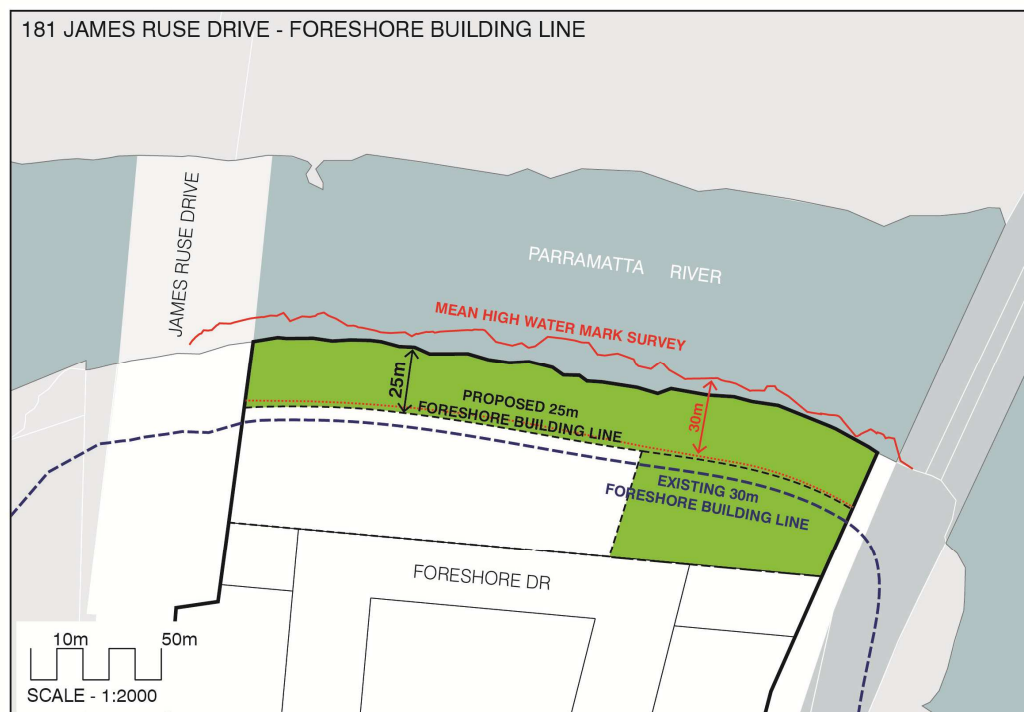 181 JAMES RUSE DRIVE - FORESHORE BUILDING LINE
JAMES RUSE DRIVE
PARRAMATTA RIVER
MEAN HIGH WATER MARK SURVEY
25m
PROPOSED 25m
FORESHORE BUILDING LINE
30m
EXISTING 30m
FORESHORE BUILDING LINE
FORESHORE DR
10m 50m
SCALE - 1:2000